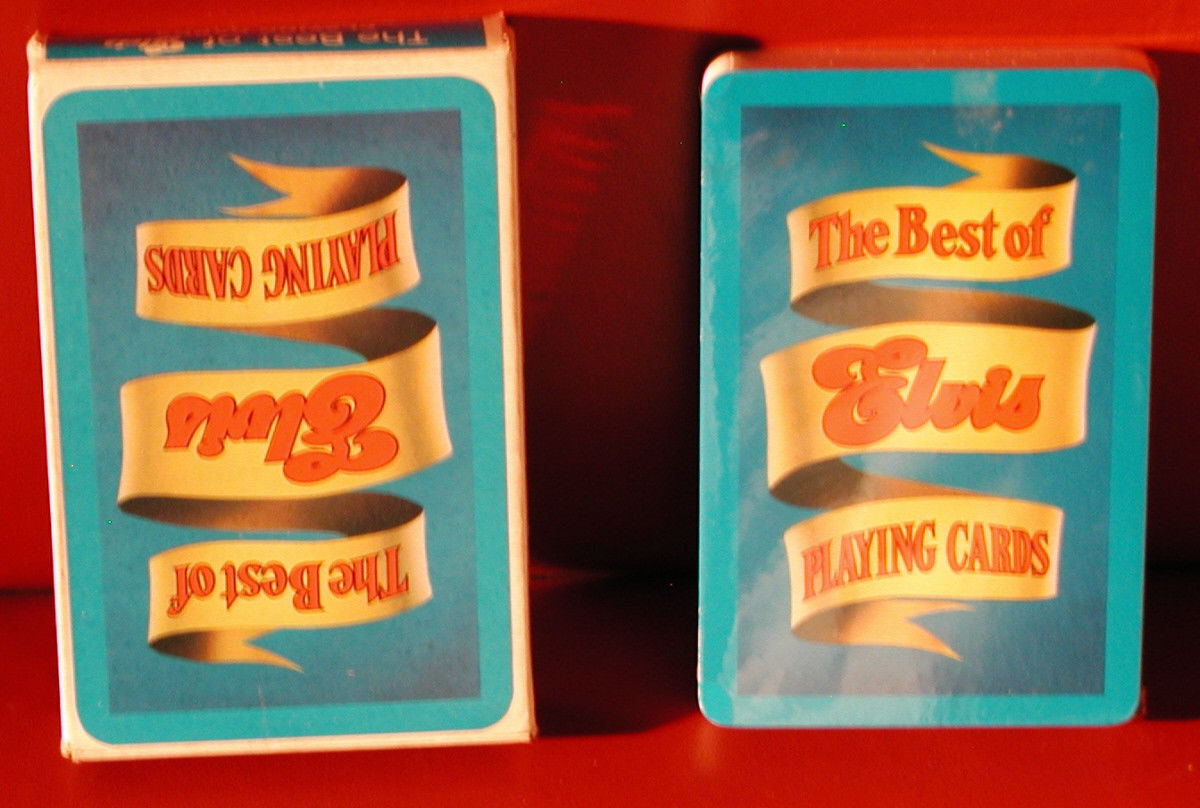 The Best of
PLAYING CARDS
Elvis
The Best of
The Best of
Elvis
PLAYING CARDS